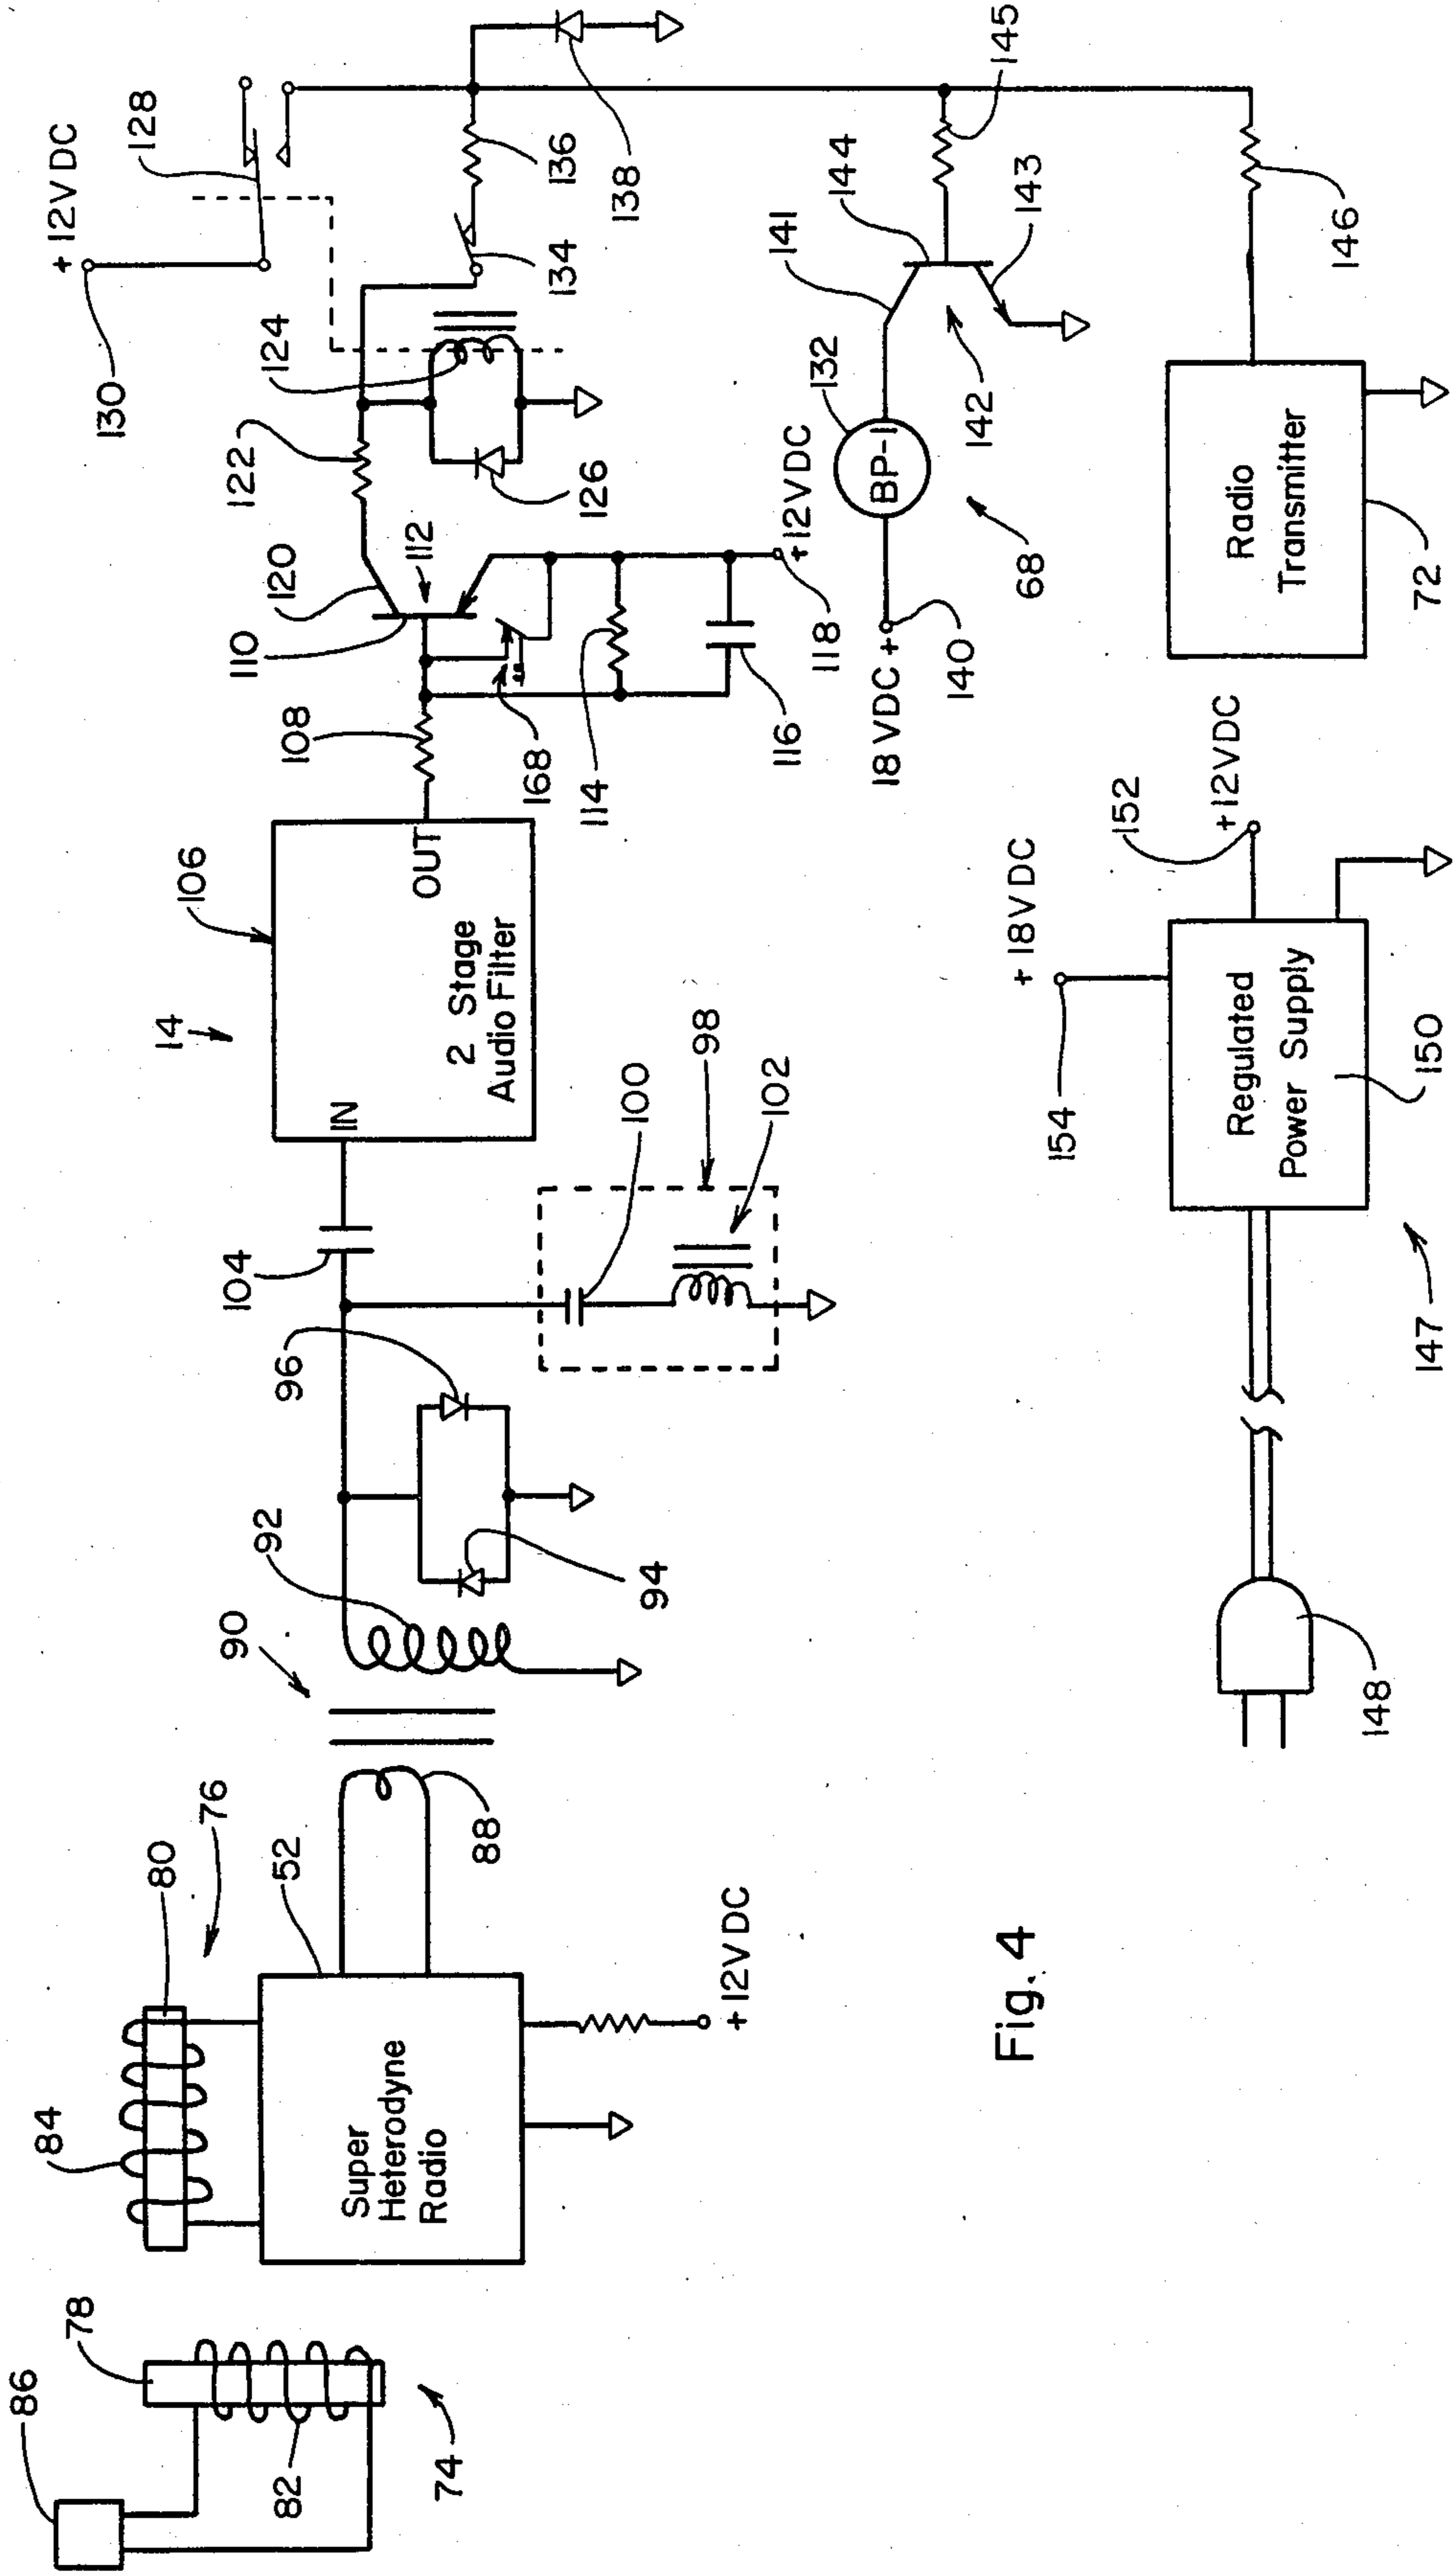 86
78
82
74
84
80
76
52
Super
Heterodyne
Radio
+12VDC
88
90
92
94
96
104
98
100
102
14
106
IN
2 Stage
Audio Filter
OUT
108
110
120
112
168
114
116
118
+12VDC
122
124
126
130
+12VDC
128
134
136
138
18VDC+
140
BP-1
132
68
141
144
142
143
145
146
Radio
Transmitter
72
147
148
Regulated
Power Supply
150
154
+18VDC
152
+12VDC
Fig. 4